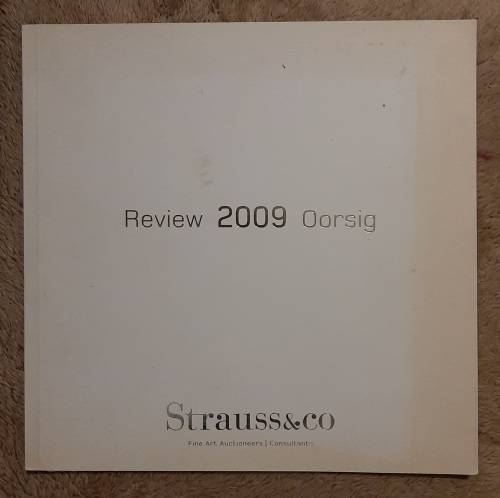 Review 2009 Oorsig
Strauss&co
Fine Art Auctioneers | Consultants